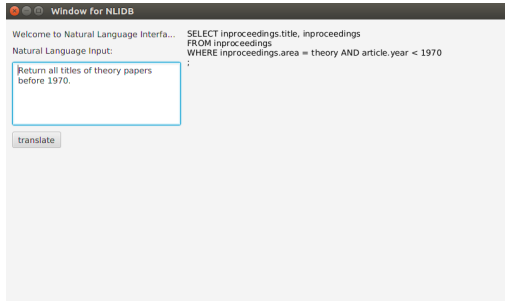 Window for NLIDB
Welcome to Natural Language Interfa...
Natural Language Input:
Return all titles of theory papers
before 1970.
translate
SELECT inproceedings.title, inproceedings
FROM inproceedings
WHERE inproceedings.area = theory AND article.year < 1970
;